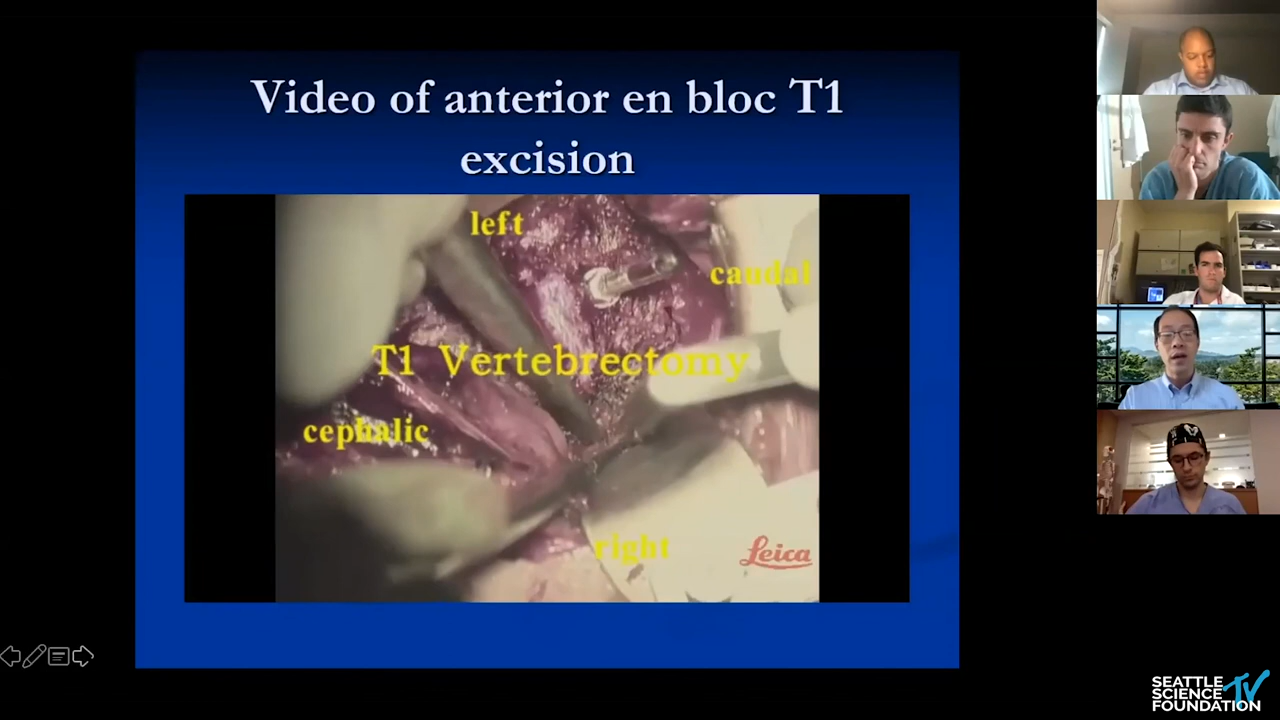 Video of anterior en bloc T1
excision
left
caudal
T1 Vertebrectomy
cephalic
right
Leica
SEATTLE
SCIENCE
FOUNDATION
TV